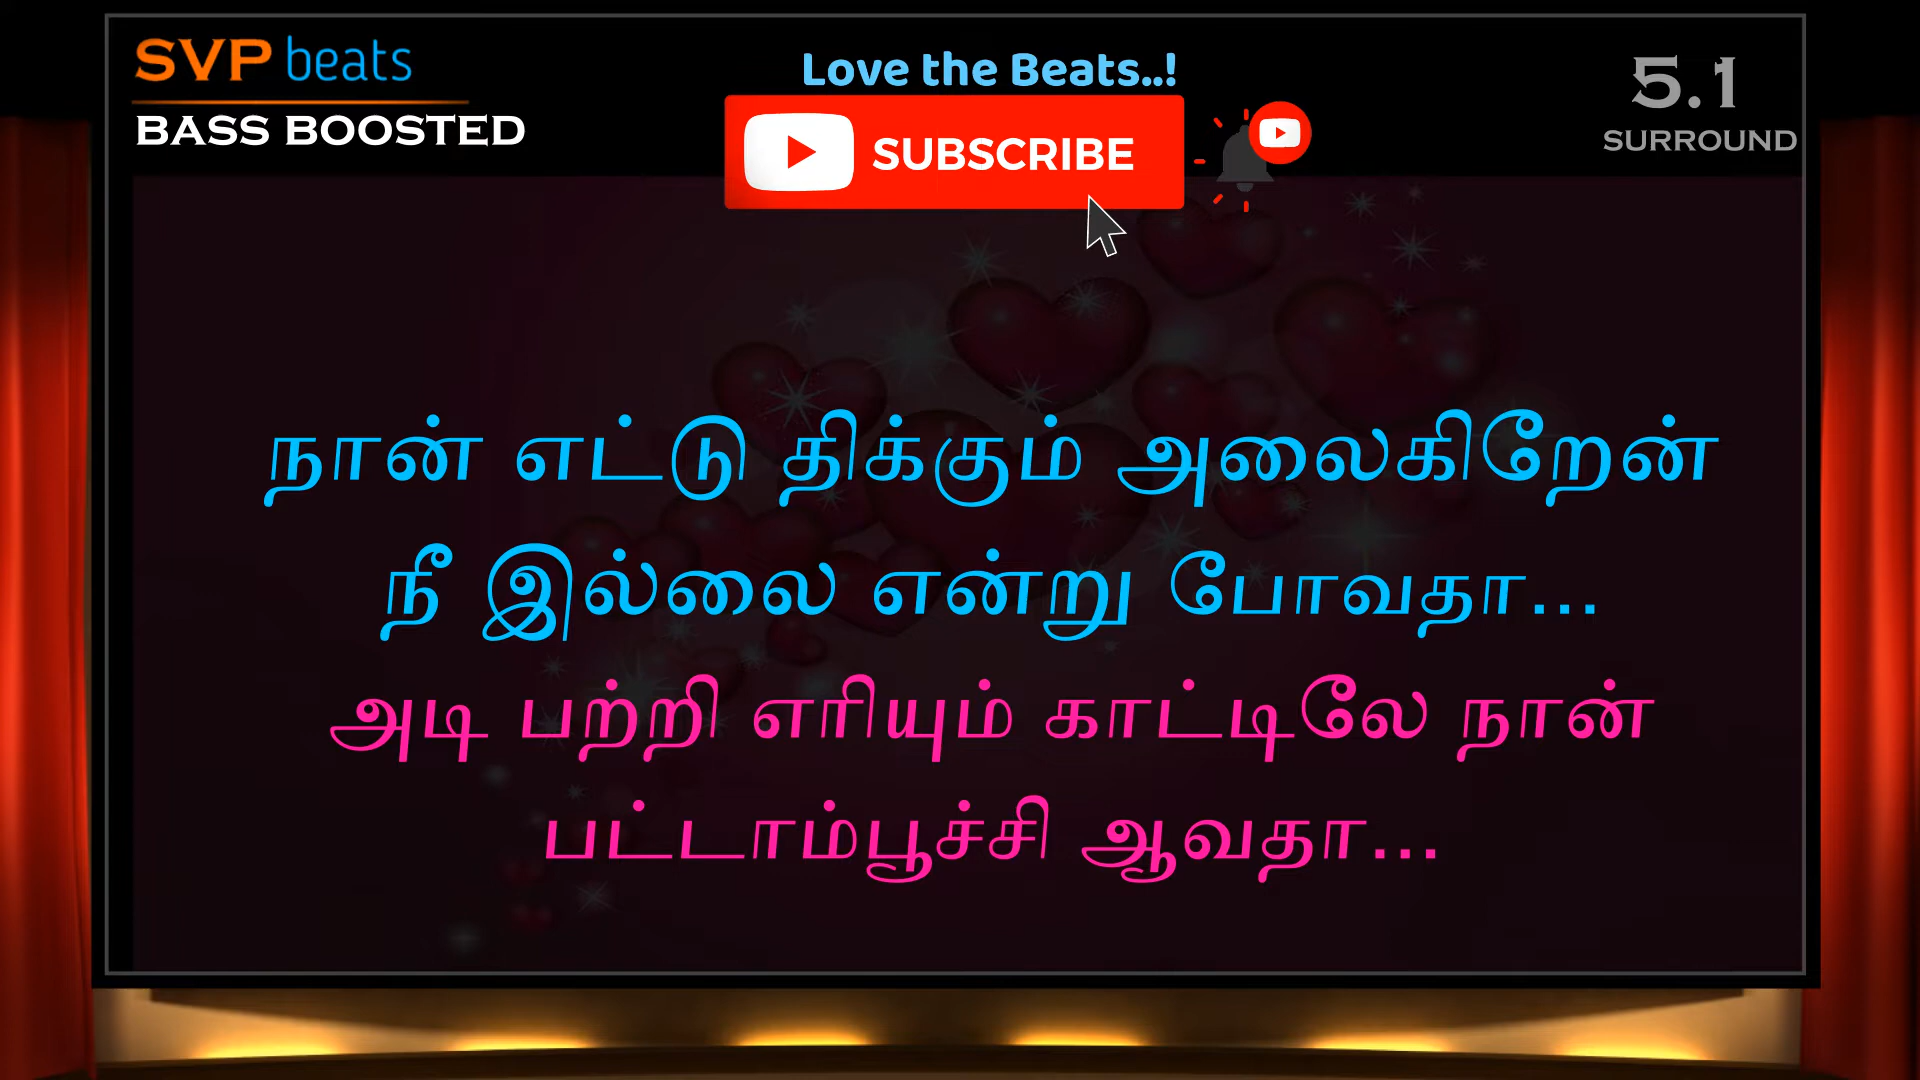 SVP beats
BASS BOOSTED
Love the Beats..!
SUBSCRIBE
5.1
SURROUND
நான் எட்டு திக்கும் அலைகிறேன்
நீ இல்லை என்று போவதா...
அடி பற்றி எரியும் காட்டிலே நான்
பட்டாம்பூச்சி ஆவதா...